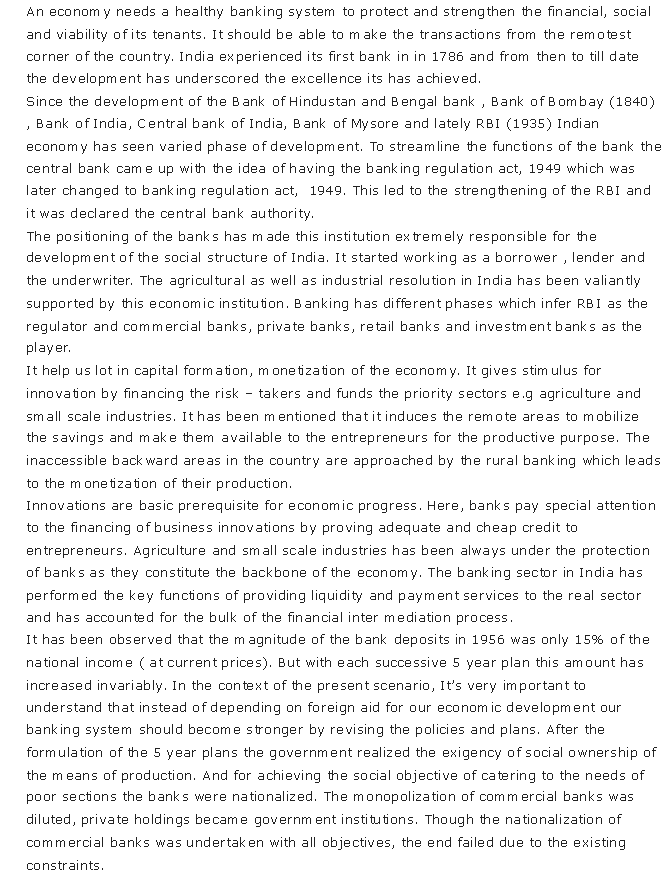 An economy needs a healthy banking system to protect and strengthen the financial, social
and viability of its tenants. It should be able to make the transactions from the remotest
corner of the country. India experienced its first bank in in 1786 and from then to till date
the development has underscored the excellence its has achieved.
Since the development of the Bank of Hindustan and Bengal bank , Bank of Bombay (1840)
, Bank of India, Central bank of India, Bank of Mysore and lately RBI (1935) Indian
economy has seen varied phase of development. To streamline the functions of the bank the
central bank came up with the idea of having the banking regulation act, 1949 which was
later changed to banking regulation act,  1949. This led to the strengthening of the RBI and
it was declared the central bank authority.
The positioning of the banks has made this institution extremely responsible for the
development of the social structure of India. It started working as a borrower , lender and
the underwriter. The agricultural as well as industrial resolution in India has been valiantly
supported by this economic institution. Banking has different phases which infer RBI as the
regulator and commercial banks, private banks, retail banks and investment banks as the
player.
It help us lot in capital formation, monetization of the economy. It gives stimulus for
innovation by financing the risk – takers and funds the priority sectors e.g agriculture and
small scale industries. It has been mentioned that it induces the remote areas to mobilize
the savings and make them available to the entrepreneurs for the productive purpose. The
inaccessible backward areas in the country are approached by the rural banking which leads
to the monetization of their production.
Innovations are basic prerequisite for economic progress. Here, banks pay special attention
to the financing of business innovations by proving adequate and cheap credit to
entrepreneurs. Agriculture and small scale industries has been always under the protection
of banks as they constitute the backbone of the economy. The banking sector in India has
performed the key functions of providing liquidity and payment services to the real sector
and has accounted for the bulk of the financial inter mediation process.
It has been observed that the magnitude of the bank deposits in 1956 was only 15% of the
national income ( at current prices). But with each successive 5 year plan this amount has
increased invariably. In the context of the present scenario, It’s very important to
understand that instead of depending on foreign aid for our economic development our
banking system should become stronger by revising the policies and plans. After the
formulation of the 5 year plans the government realized the exigency of social ownership of
the means of production. And for achieving the social objective of catering to the needs of
poor sections the banks were nationalized. The monopolization of commercial banks was
diluted, private holdings became government institutions. Though the nationalization of
commercial banks was undertaken with all objectives, the end failed due to the existing
constraints.